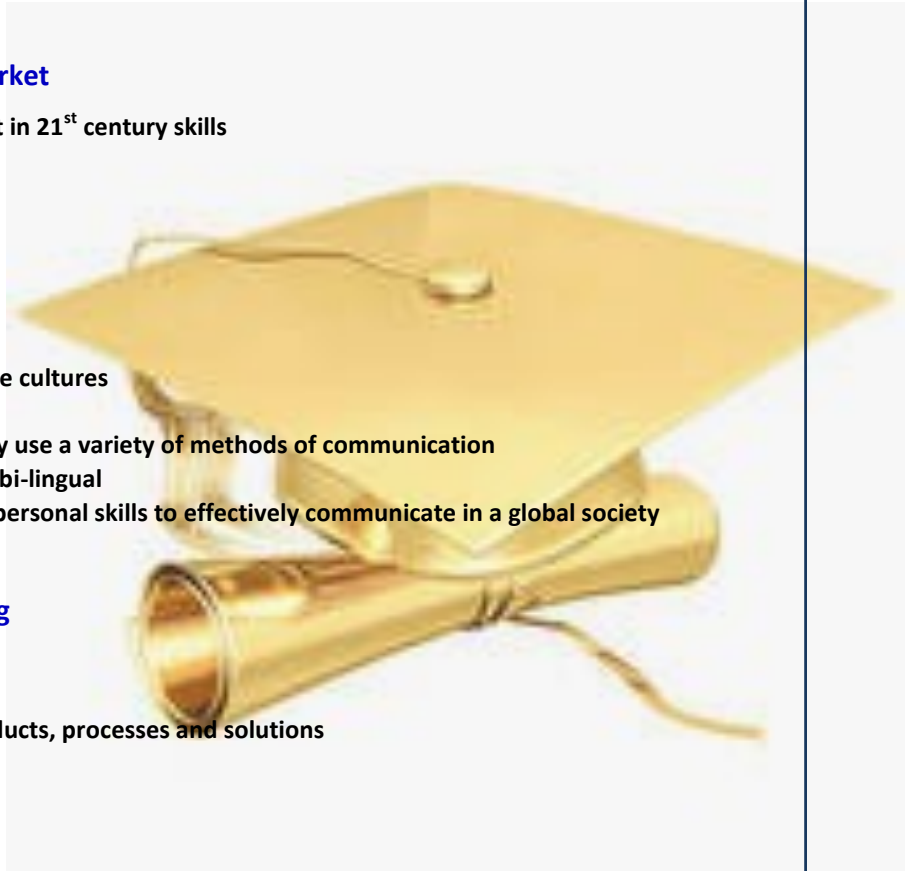 rket
t in 21st century skills
e cultures
y use a variety of methods of communication
bi-lingual
personal skills to effectively communicate in a global society
g
ucts, processes and solutions